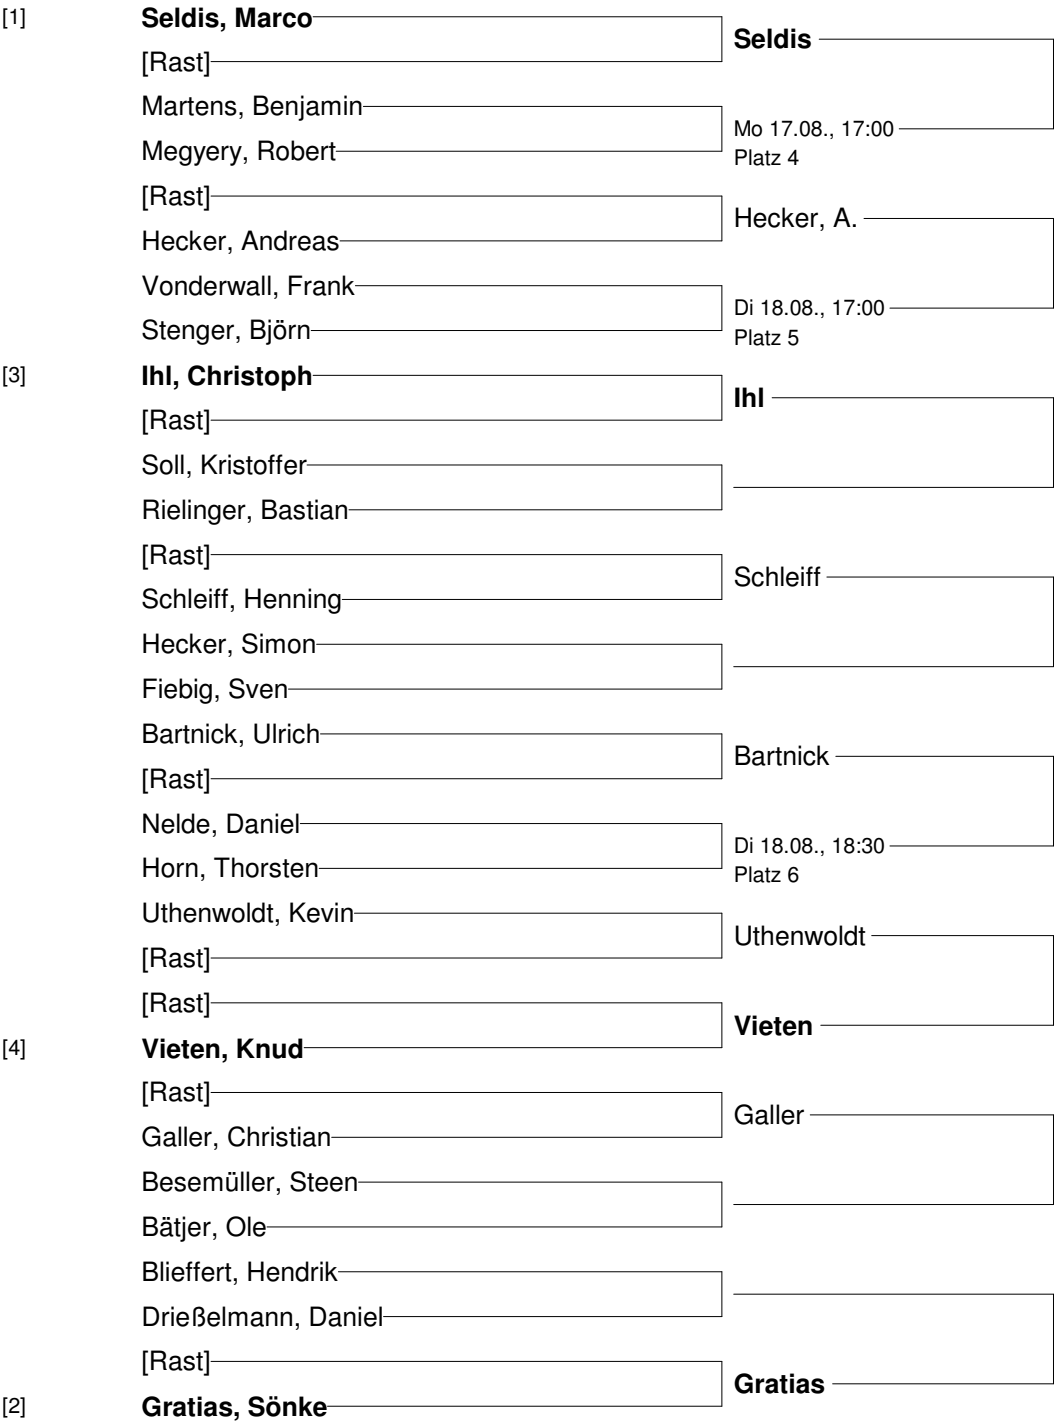 [1] Seldis, Marco
Seldis
[Rast]
Martens, Benjamin
Mo 17.08., 17:00
Megyery, Robert
Platz 4
[Rast]
Hecker, A.
Hecker, Andreas
Vonderwall, Frank
Di 18.08., 17:00
Stenger, Björn
Platz 5
[3] Ihl, Christoph
Ihl
[Rast]
Soll, Kristoffer
Rielinger, Bastian
[Rast]
Schleiff
Schleiff, Henning
Hecker, Simon
Fiebig, Sven
Bartnick, Ulrich
Bartnick
[Rast]
Nelde, Daniel
Di 18.08., 18:30
Horn, Thorsten
Platz 6
Uthenwoldt, Kevin
Uthenwoldt
[Rast]
[Rast]
Vieten
[4] Vieten, Knud
[Rast]
Galler
Galler, Christian
Besemüller, Steen
Bätjer, Ole
Blieffert, Hendrik
Drießelmann, Daniel
[Rast]
Gratias
[2] Gratias, Sönke